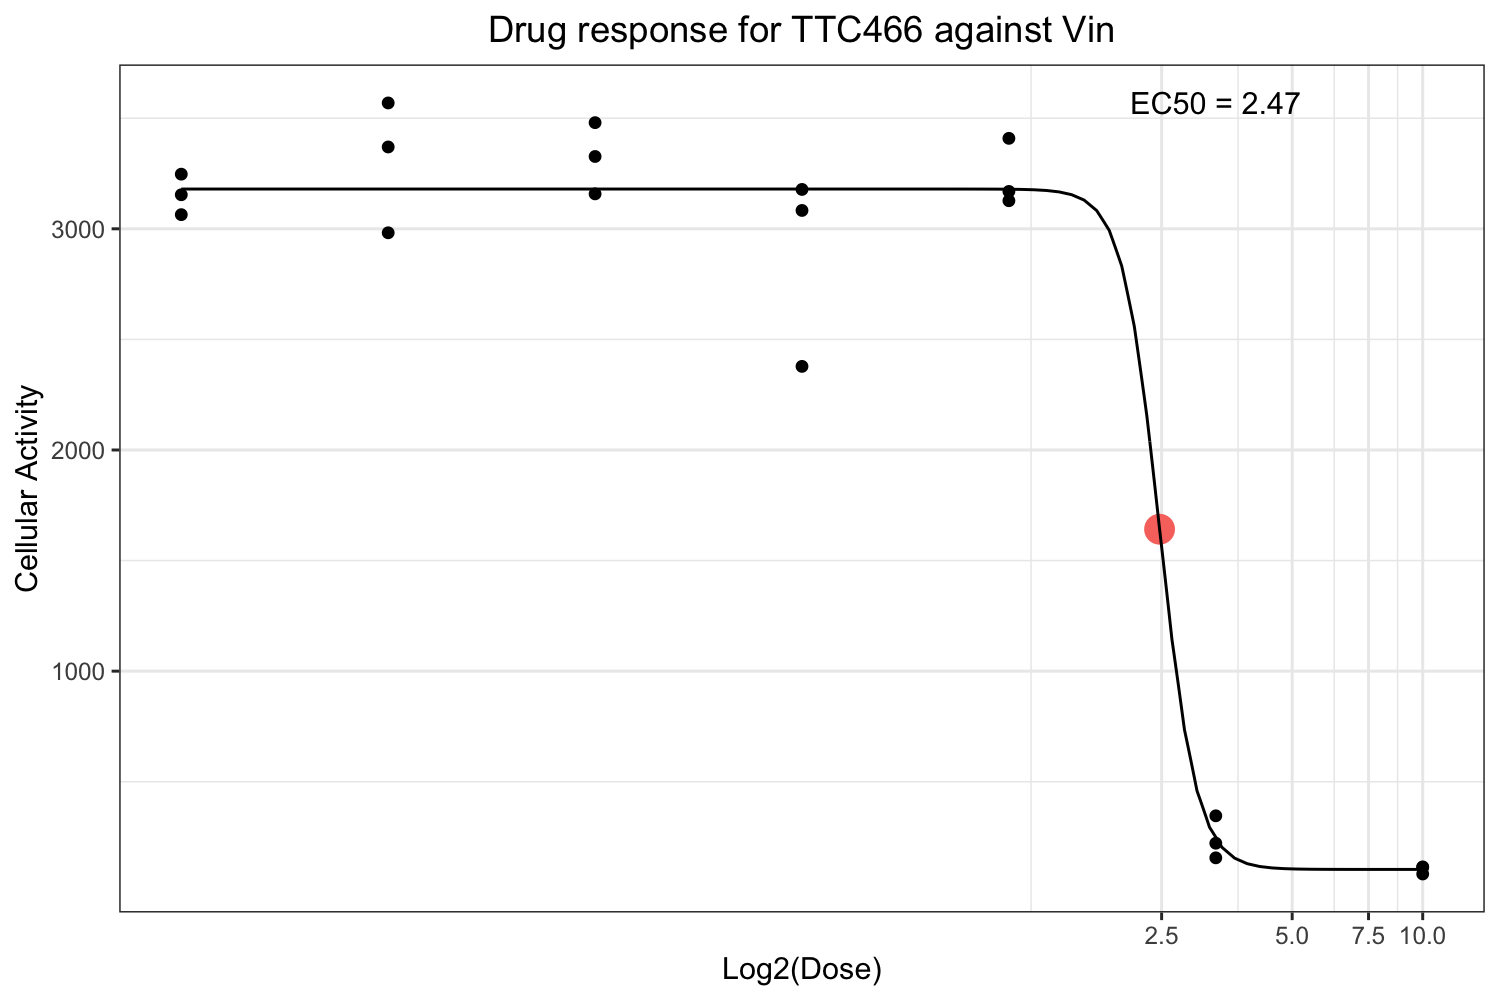 Drug response for TTC466 against Vin
EC50 = 2.47
Cellular Activity
3000
2000
1000
2.5 5.0 7.5 10.0
Log2(Dose)